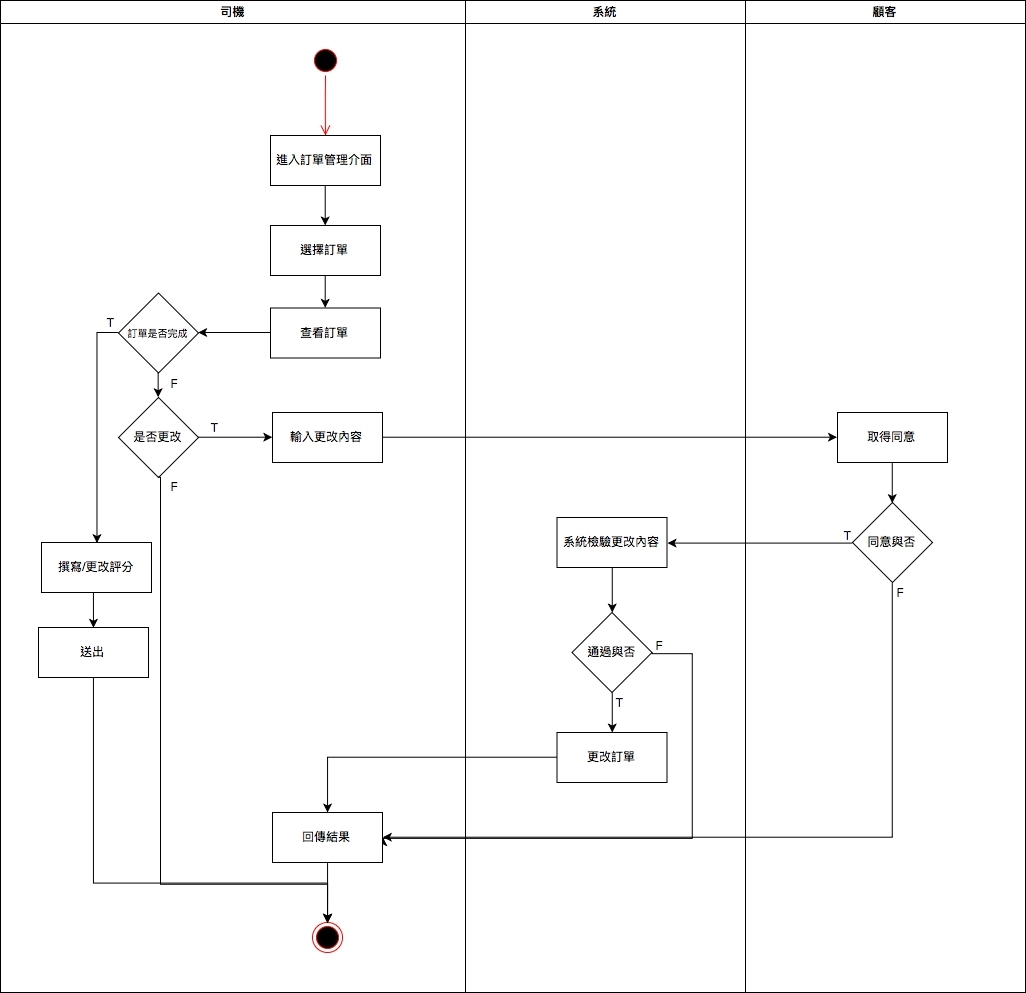 司機
系統
顧客
進入訂單管理介面
選擇訂單
查看訂單
訂單是否完成
T
F
是否更改
T
F
輸入更改內容
取得同意
同意與否
T
F
系統檢驗更改內容
撰寫/更改評分
送出
通過與否
F
T
更改訂單
回傳結果